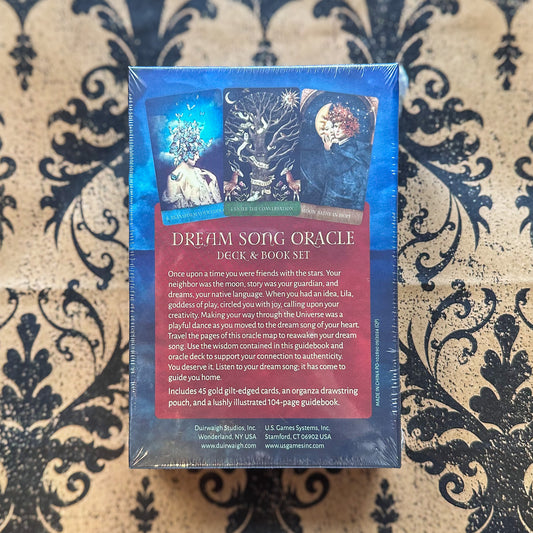 ENTER THE CONVERSATION
DREAM SONG ORACLE
DECK & BOOK SET
Once upon a time you were friends with the stars. Your
neighbor was the moon, story was your guardian, and
dreams, your native language. When you had an idea, Lila,
goddess of play, circled you with joy, calling upon your
creativity. Making your way through the Universe was a
playful dance as you moved to the dream song of your heart.
Travel the pages of this oracle map to reawaken your dream
song. Use the wisdom contained in this guidebook and
oracle deck to support your connection to authenticity.
You deserve it. Listen to your dream song; it has come to
guide you home.
Includes 45 gold gilt-edged cards, an organza drawstring
pouch, and a lushly illustrated 104-page guidebook.
Duirwaigh Studios, Inc.
Wonderland, NY USA
www.duirwaigh.com
U.S. Games Systems, Inc.
Stamford, CT 06902 USA
www.usgamesinc.com
MADE IN CHINA